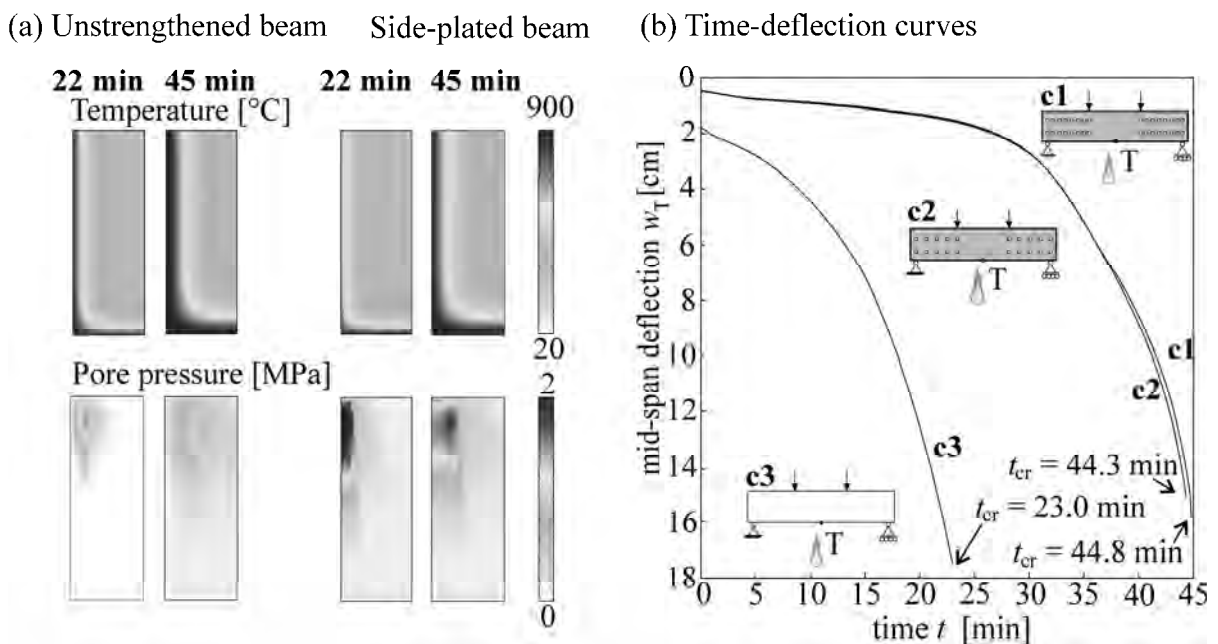 (a) Unstrengthened beam Side-plated beam
22 min 45 min 22 min 45 min
Temperature [°C]
900
20
Pore pressure [MPa]
2
0
(b) Time-deflection curves
mid-span deflection w_T [cm]
0
2
4
6
8
10
12
14
16
18
c1
T
c2
T
c1
c2
c3
c3
T
t_cr = 44.3 min
t_cr = 23.0 min
t_cr = 44.8 min
0 5 10 15 20 25 30 35 40 45
time t [min]